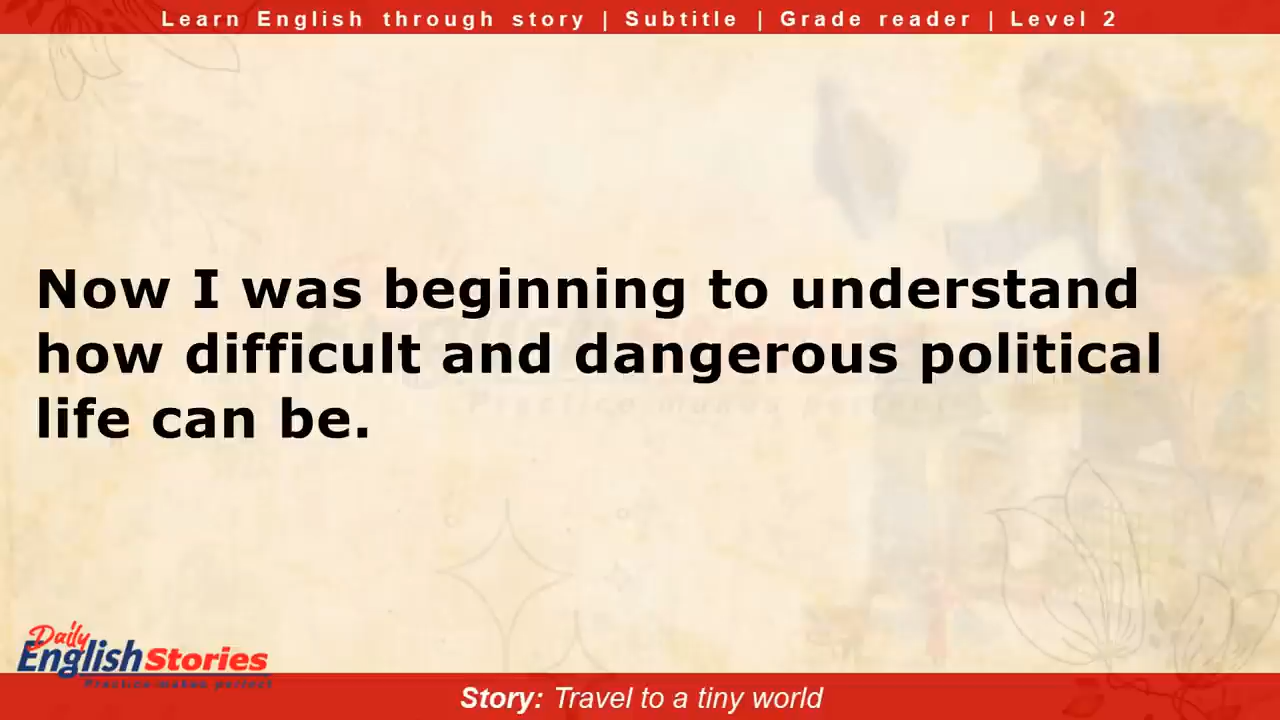 Learn English through story | Subtitle | Grade reader | Level 2
Now I was beginning to understand
how difficult and dangerous political
life can be.
Daily
English Stories
Practice makes perfect
Story: Travel to a tiny world